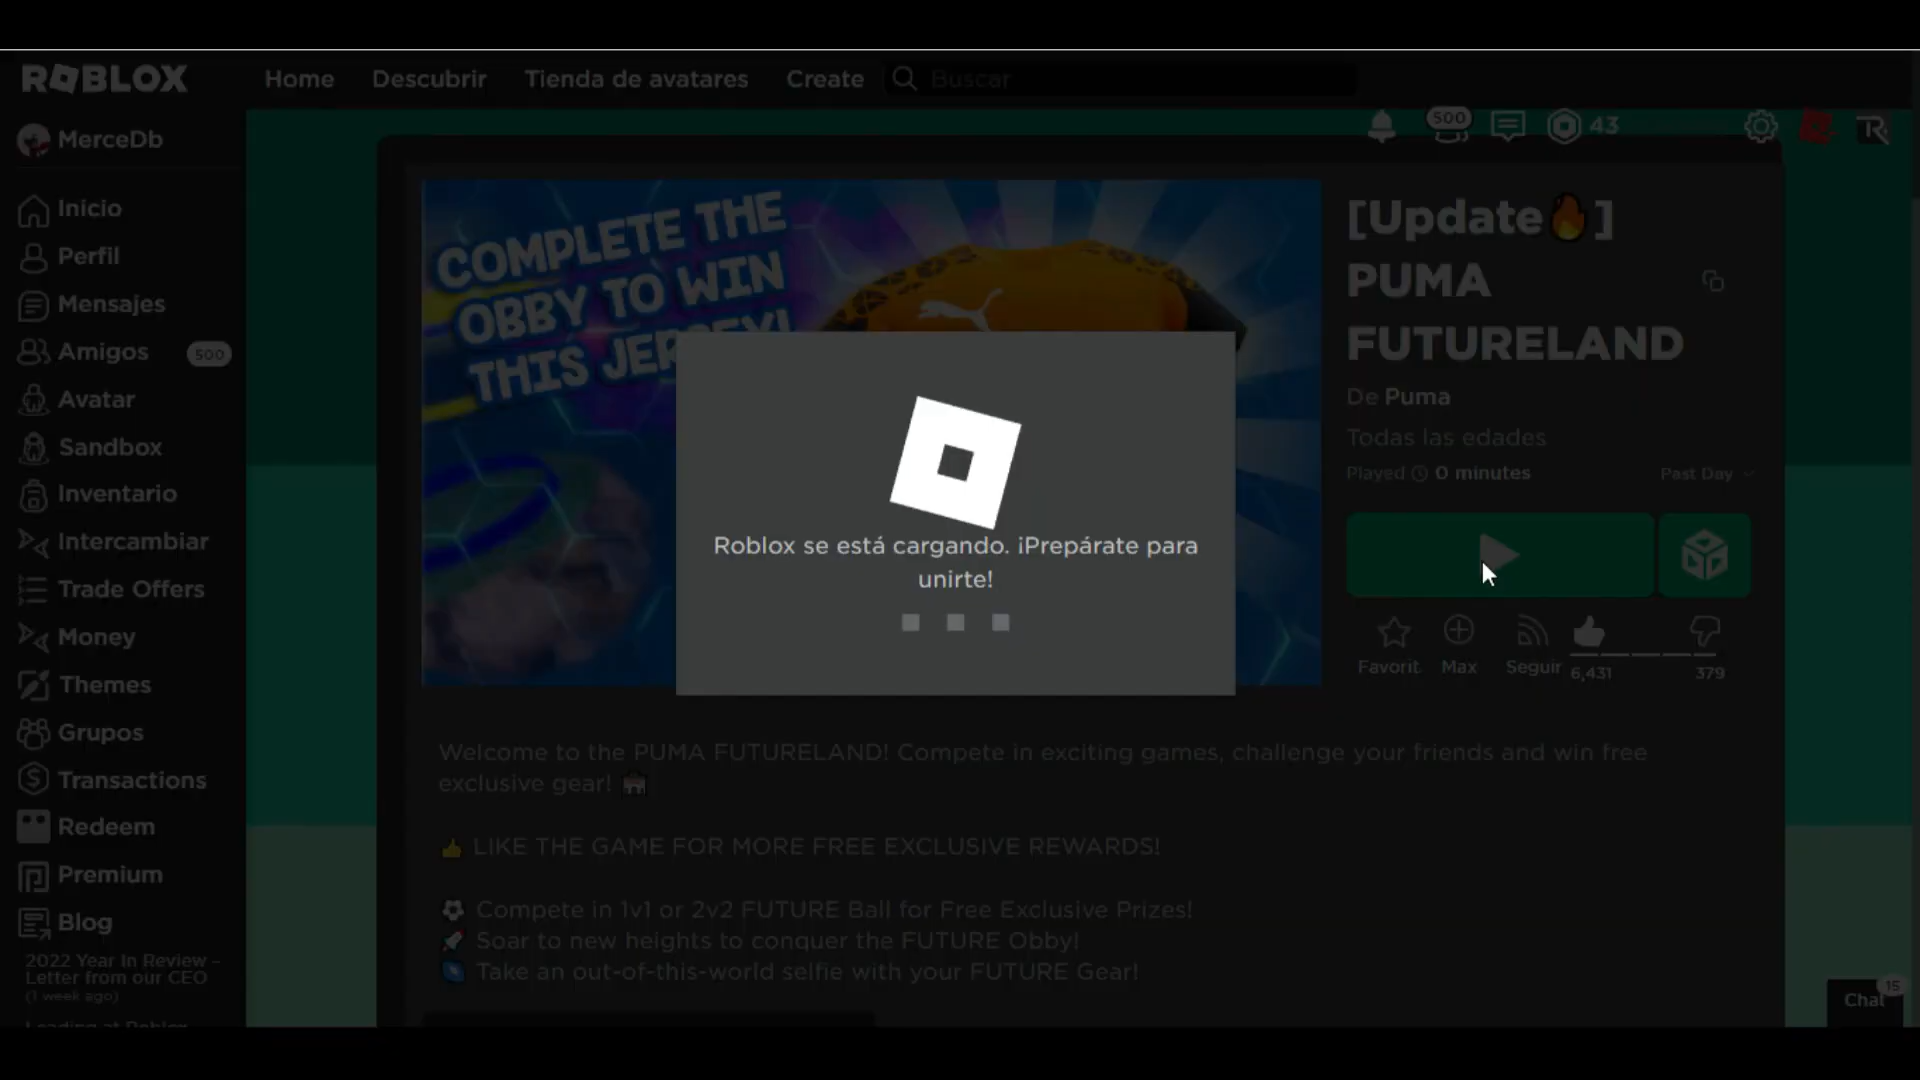 ROBLOX
Home
Descubrir
Tienda de avatares
Create
Buscar
500
43
MerceDb
Inicio
Perfil
Mensajes
Amigos
500
Avatar
Sandbox
Inventario
Intercambiar
Trade Offers
Money
Themes
Grupos
Transactions
Redeem
Premium
Blog
2022 Year In Review –
Letter from our CEO
(1 week ago)
Leading at Roblox
COMPLETE THE
OBBY TO WIN
THIS
Roblox se está cargando. ¡Prepárate para
unirte!
[Update🔥]
PUMA
FUTURELAND
De Puma
Todas las edades
Played 0 minutes
Past Day
Favorit
Max
Seguir
6,431
379
Welcome to the PUMA FUTURELAND! Compete in exciting games, challenge your friends and win free
exclusive gear!
👍 LIKE THE GAME FOR MORE FREE EXCLUSIVE REWARDS!
⚽ Compete in 1v1 or 2v2 FUTURE Ball for Free Exclusive Prizes!
🚀 Soar to new heights to conquer the FUTURE Obby!
Take an out-of-this-world selfie with your FUTURE Gear!
Chat
15